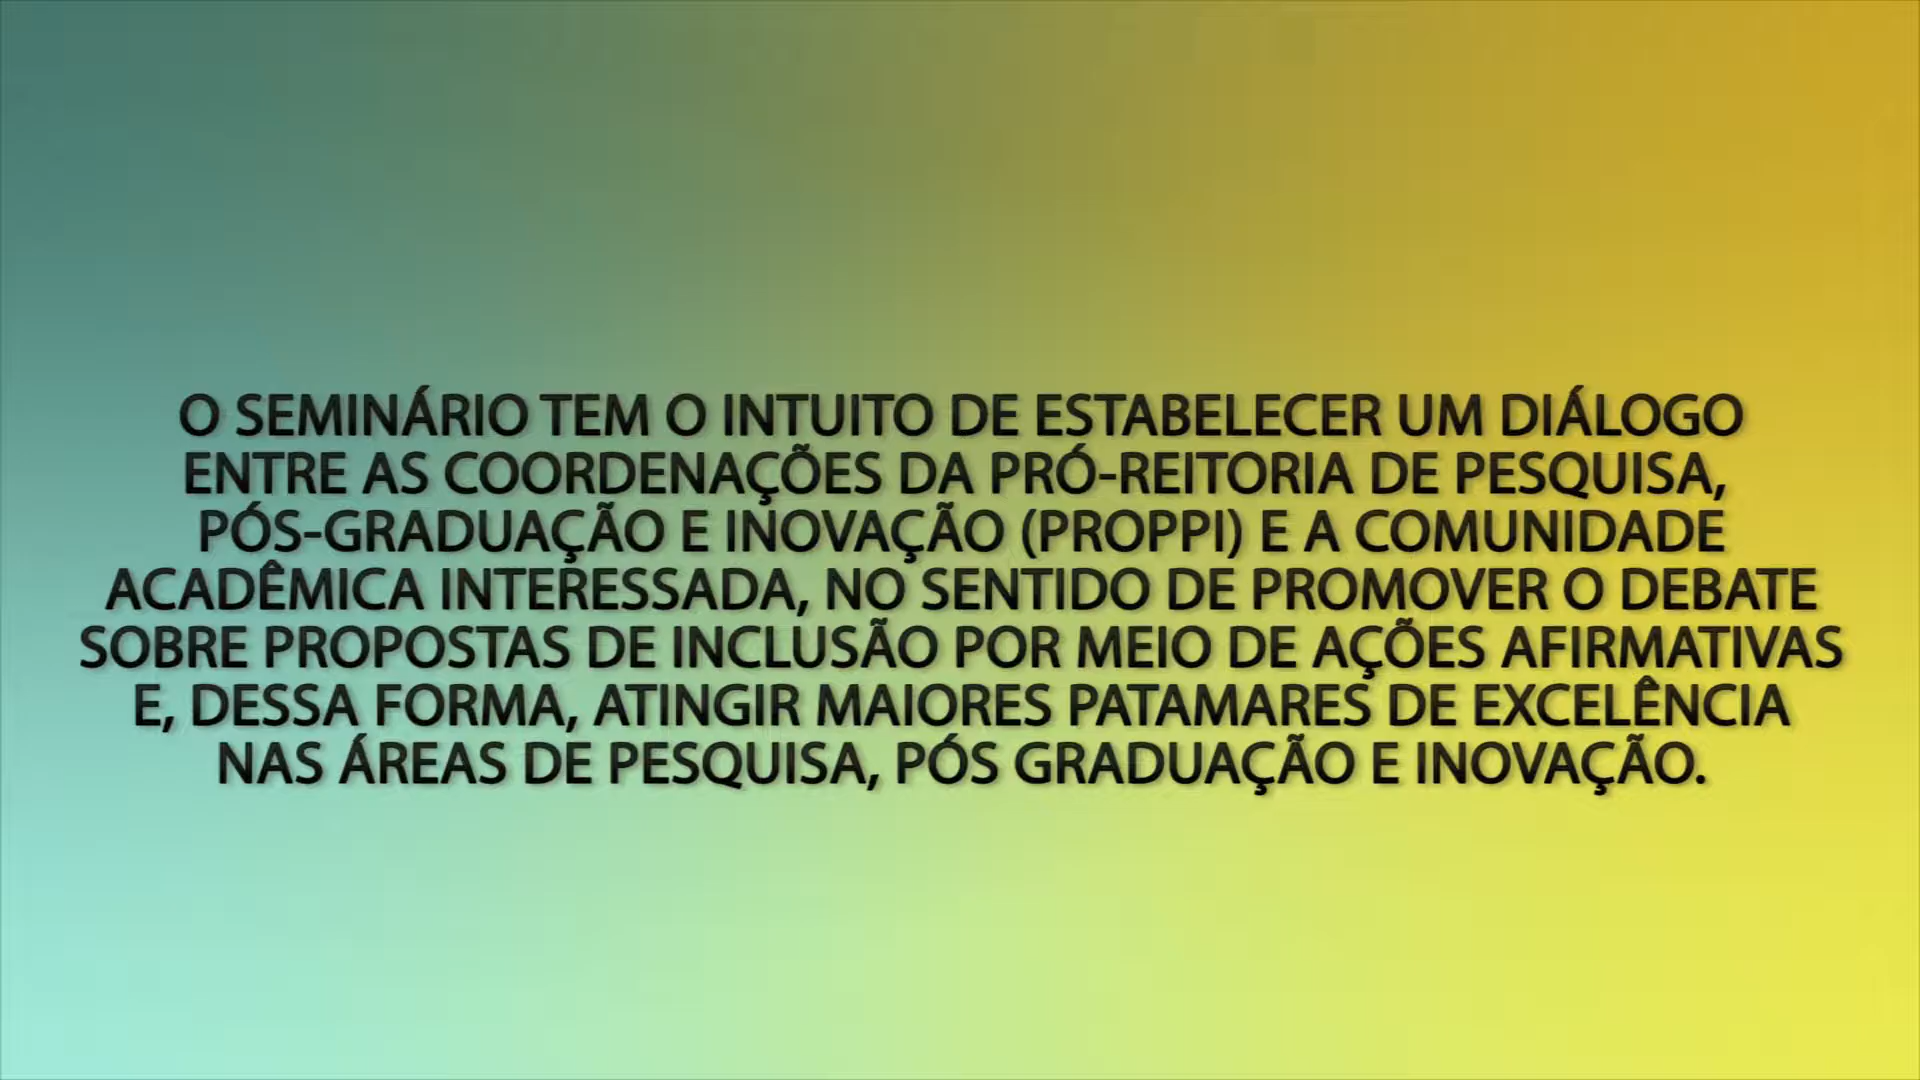 O SEMINÁRIO TEM O INTUITO DE ESTABELECER UM DIÁLOGO
ENTRE AS COORDENAÇÕES DA PRÓ-REITORIA DE PESQUISA,
PÓS-GRADUAÇÃO E INOVAÇÃO (PROPPI) E A COMUNIDADE
ACADÊMICA INTERESSADA, NO SENTIDO DE PROMOVER O DEBATE
SOBRE PROPOSTAS DE INCLUSÃO POR MEIO DE AÇÕES AFIRMATIVAS
E, DESSA FORMA, ATINGIR MAIORES PATAMARES DE EXCELÊNCIA
NAS ÁREAS DE PESQUISA, PÓS GRADUAÇÃO E INOVAÇÃO.